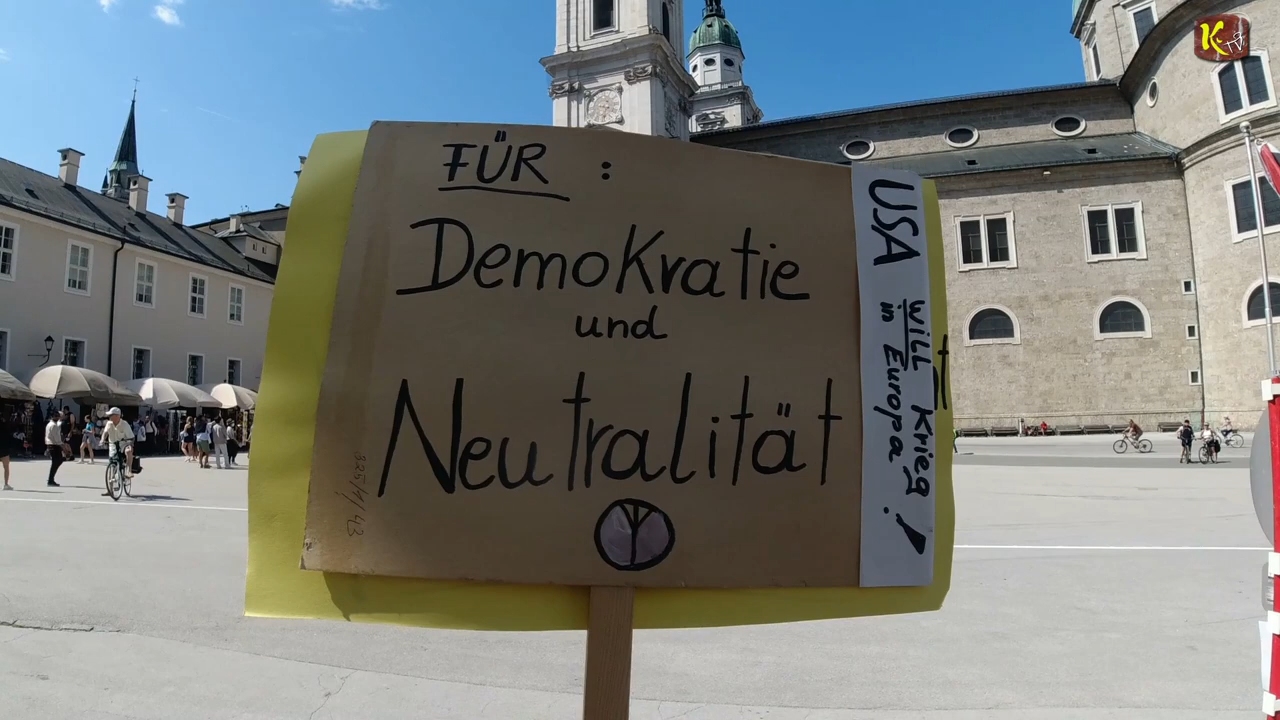 FÜR :
Demokratie
und
Neutralität
USA
will Krieg
in Europa!